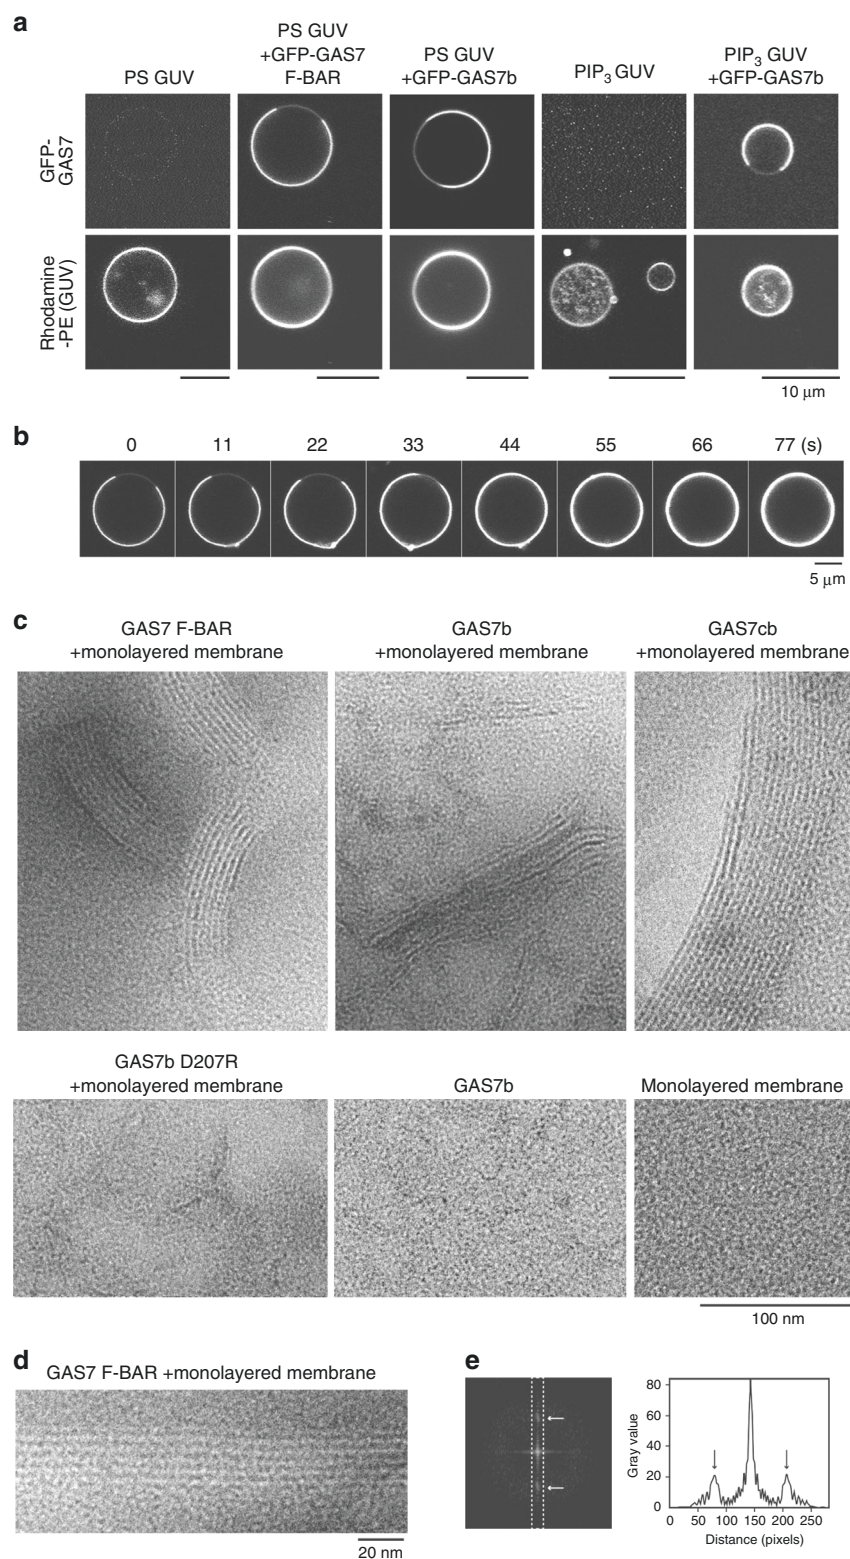 a
PS GUV
PS GUV
+GFP-GAS7
F-BAR
PS GUV
+GFP-GAS7b
PIP3 GUV
PIP3 GUV
+GFP-GAS7b
GFP-
GAS7
Rhodamine
-PE (GUV)
10 μm
b
0 11 22 33 44 55 66 77 (s)
5 μm
c
GAS7 F-BAR
+monolayered membrane
GAS7b
+monolayered membrane
GAS7cb
+monolayered membrane
GAS7b D207R
+monolayered membrane
GAS7b
Monolayered membrane
100 nm
d
GAS7 F-BAR +monolayered membrane
20 nm
e
Gray value
80
60
40
20
0
0 50 100 150 200 250
Distance (pixels)